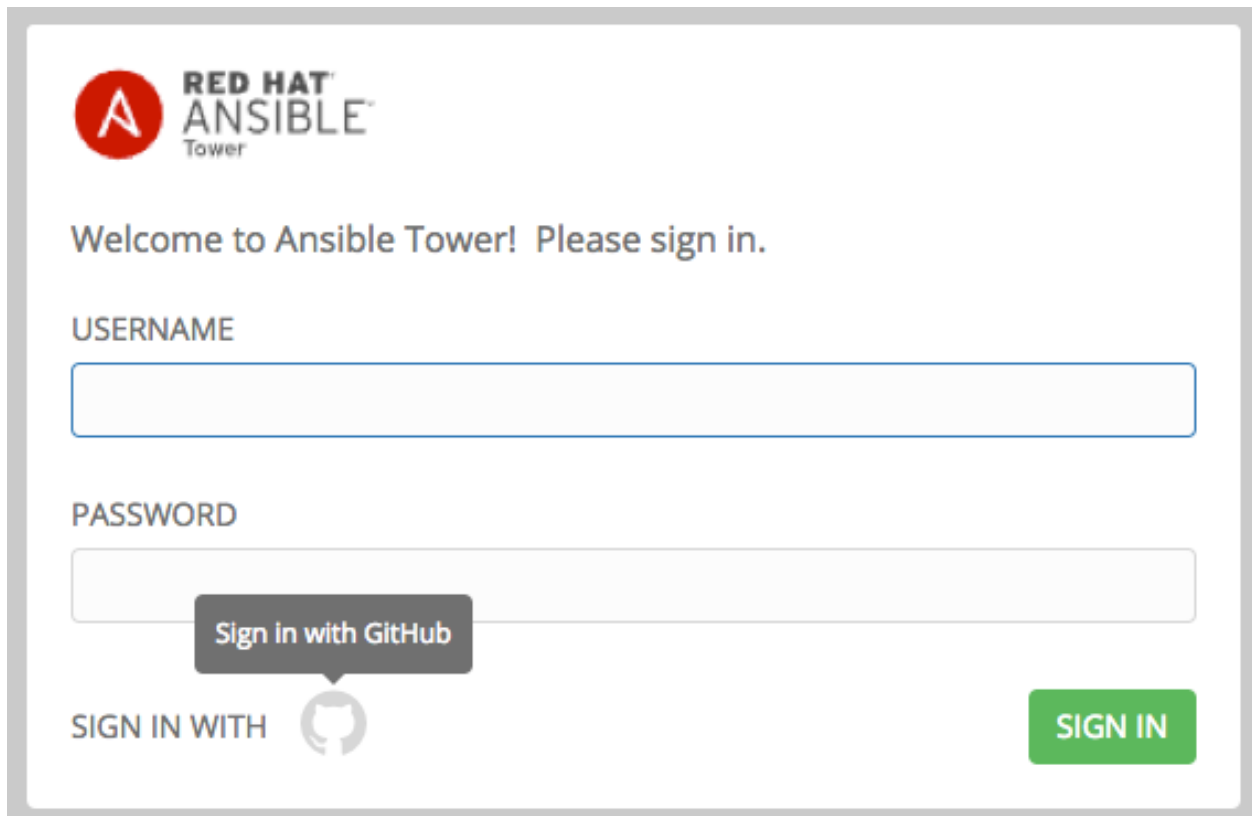 RED HAT®
ANSIBLE™
Tower
Welcome to Ansible Tower!  Please sign in.
USERNAME
PASSWORD
Sign in with GitHub
SIGN IN WITH
SIGN IN